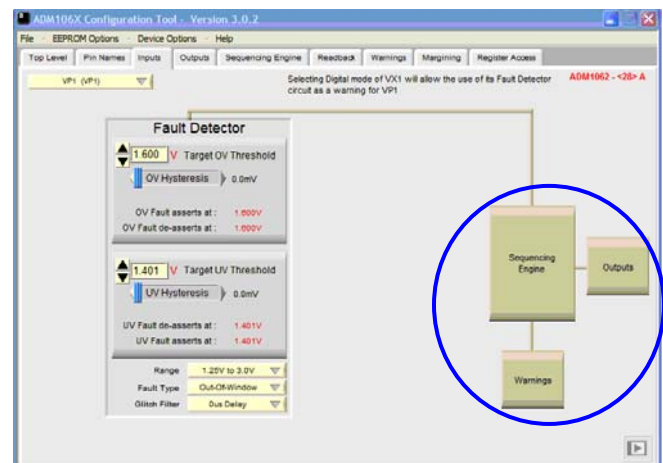 ADM106X Configuration Tool - Version 3.0.2
File - EEPROM Options - Device Options - Help
Top Level Pin Names Inputs Outputs Sequencing Engine Readback Warnings Margining Register Access
VP1 (VP1)
Selecting Digital mode of VX1 will allow the use of its Fault Detector
circuit as a warning for VP1
ADM1062 - <28> A
Fault Detector
1.600 V Target OV Threshold
OV Hysteresis 0.0mV
OV Fault asserts at : 1.600V
OV Fault de-asserts at : 1.600V
1.401 V Target UV Threshold
UV Hysteresis 0.0mV
UV Fault de-asserts at : 1.401V
UV Fault asserts at : 1.401V
Range 1.25V to 3.0V
Fault Type Out-Of-Window
Glitch Filter 0us Delay
Sequencing
Engine
Outputs
Warnings